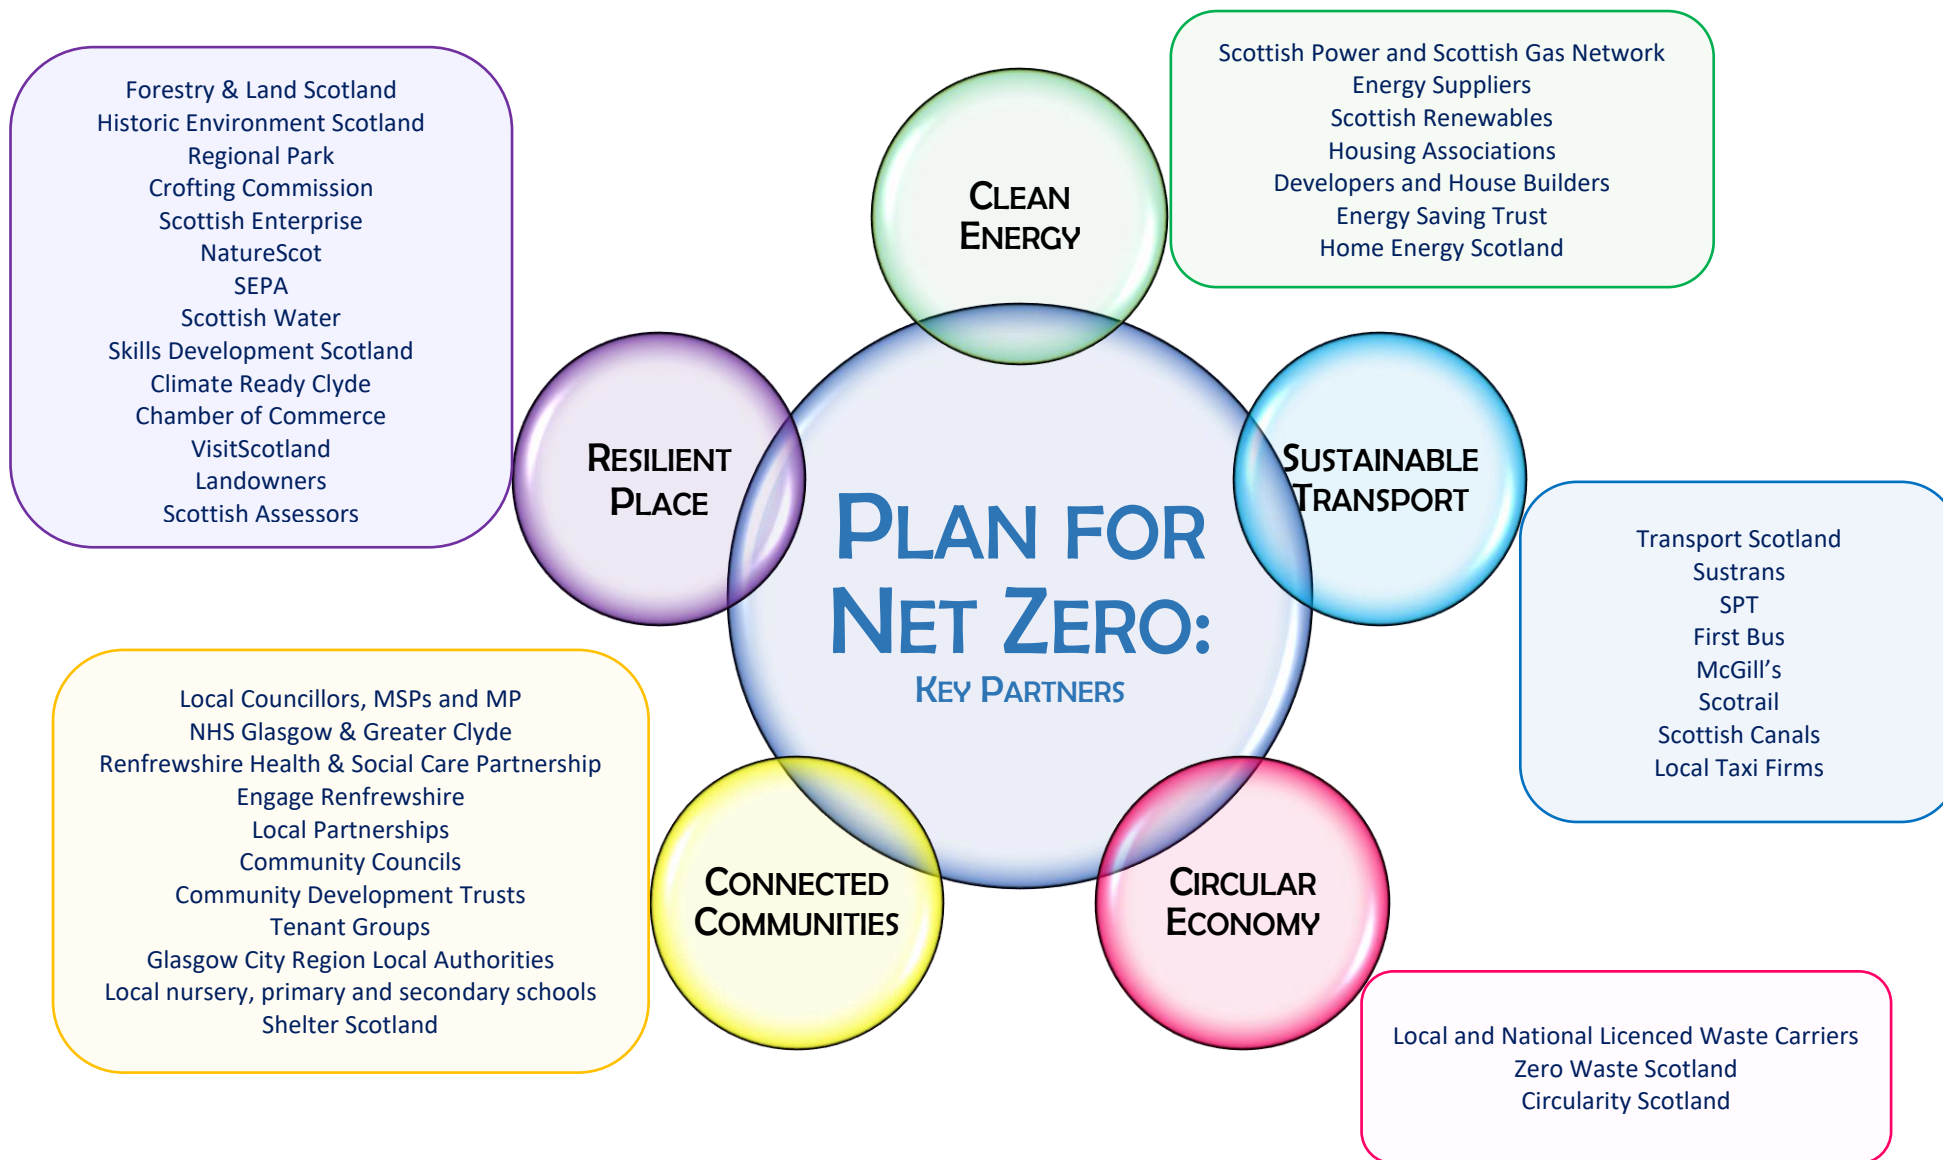 Forestry & Land Scotland
Historic Environment Scotland
Regional Park
Crofting Commission
Scottish Enterprise
NatureScot
SEPA
Scottish Water
Skills Development Scotland
Climate Ready Clyde
Chamber of Commerce
VisitScotland
Landowners
Scottish Assessors
CLEAN
ENERGY
Scottish Power and Scottish Gas Network
Energy Suppliers
Scottish Renewables
Housing Associations
Developers and House Builders
Energy Saving Trust
Home Energy Scotland
RESILIENT
PLACE
PLAN FOR
NET ZERO:
KEY PARTNERS
SUSTAINABLE
TRANSPORT
Transport Scotland
Sustrans
SPT
First Bus
McGill’s
Scotrail
Scottish Canals
Local Taxi Firms
Local Councillors, MSPs and MP
NHS Glasgow & Greater Clyde
Renfrewshire Health & Social Care Partnership
Engage Renfrewshire
Local Partnerships
Community Councils
Community Development Trusts
Tenant Groups
Glasgow City Region Local Authorities
Local nursery, primary and secondary schools
Shelter Scotland
CONNECTED
COMMUNITIES
CIRCULAR
ECONOMY
Local and National Licenced Waste Carriers
Zero Waste Scotland
Circularity Scotland